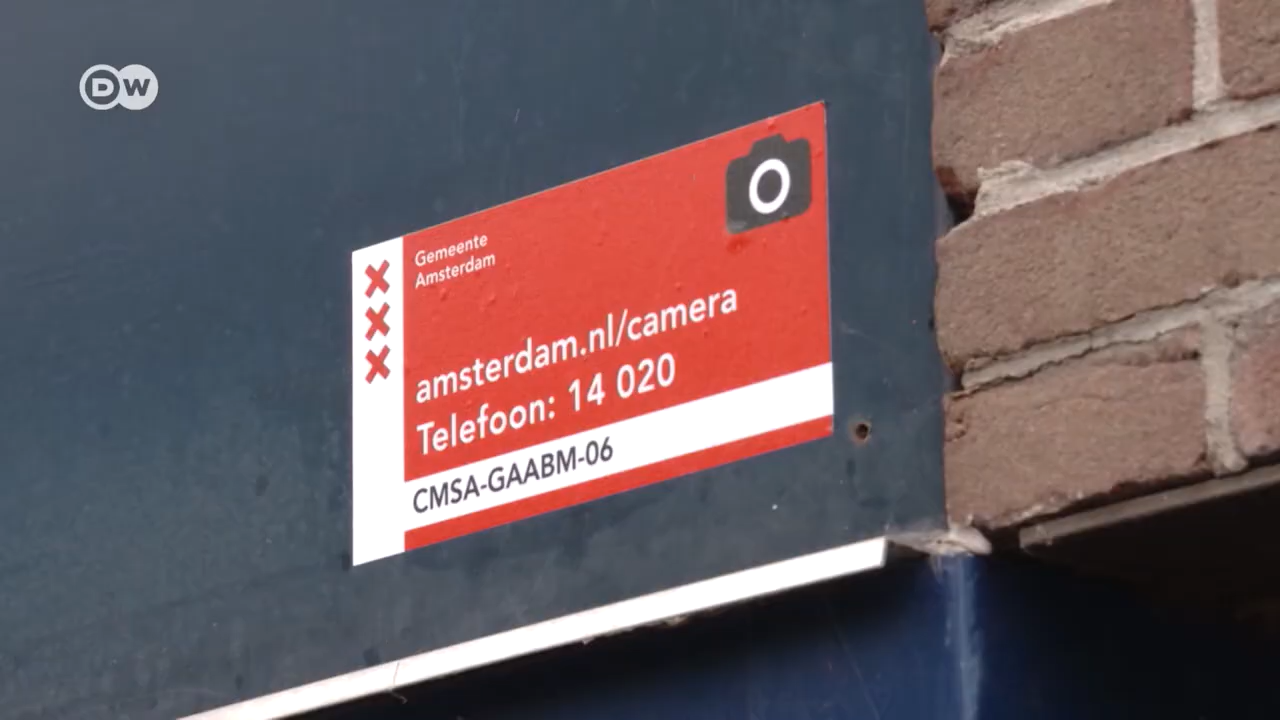 DW
Gemeente
Amsterdam
amsterdam.nl/camera
Telefoon: 14 020
CMSA-GAABM-06